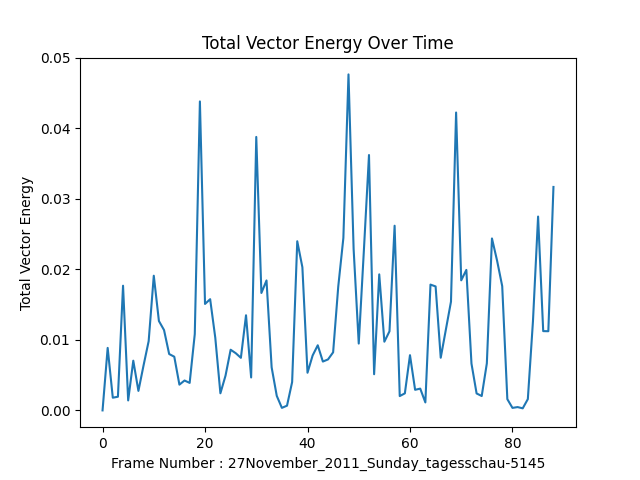 Total Vector Energy Over Time
Total Vector Energy
0.05
0.04
0.03
0.02
0.01
0.00
0 20 40 60 80
Frame Number : 27November_2011_Sunday_tagesschau-5145